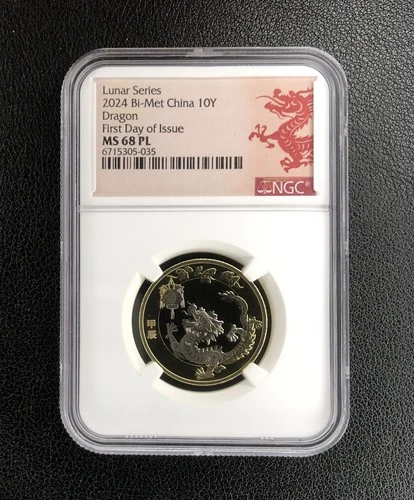 Lunar Series
2024 Bi-Met China 10Y
Dragon
First Day of Issue
MS 68 PL
6715305-035
NGC®
甲辰